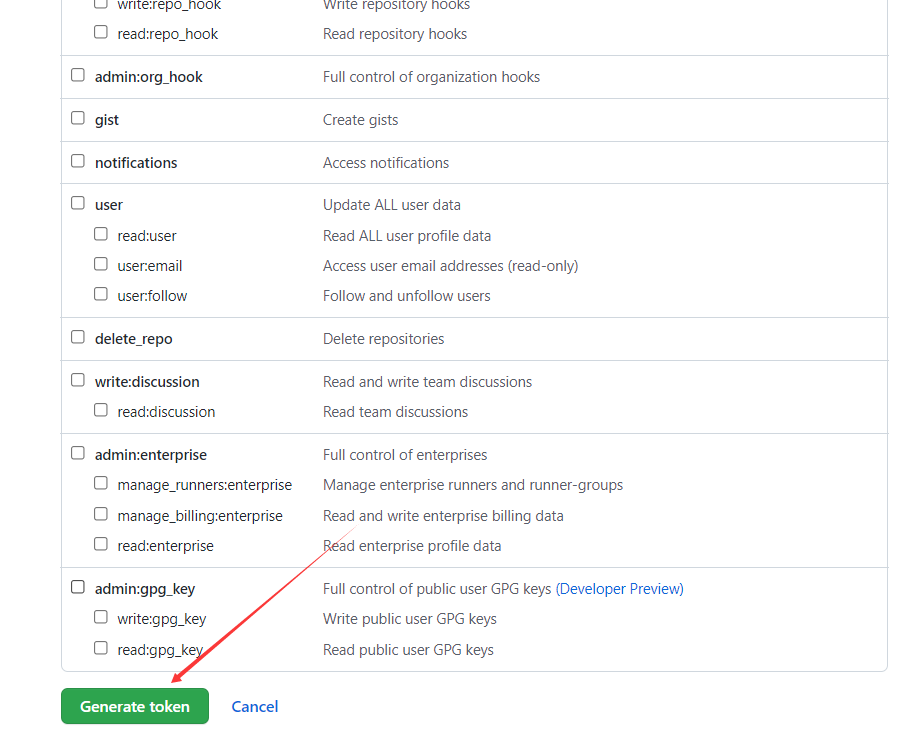 write:repo_hook Write repository hooks
read:repo_hook Read repository hooks
admin:org_hook Full control of organization hooks
gist Create gists
notifications Access notifications
user Update ALL user data
read:user Read ALL user profile data
user:email Access user email addresses (read-only)
user:follow Follow and unfollow users
delete_repo Delete repositories
write:discussion Read and write team discussions
read:discussion Read team discussions
admin:enterprise Full control of enterprises
manage_runners:enterprise Manage enterprise runners and runner-groups
manage_billing:enterprise Read and write enterprise billing data
read:enterprise Read enterprise profile data
admin:gpg_key Full control of public user GPG keys (Developer Preview)
write:gpg_key Write public user GPG keys
read:gpg_key Read public user GPG keys
Generate token Cancel